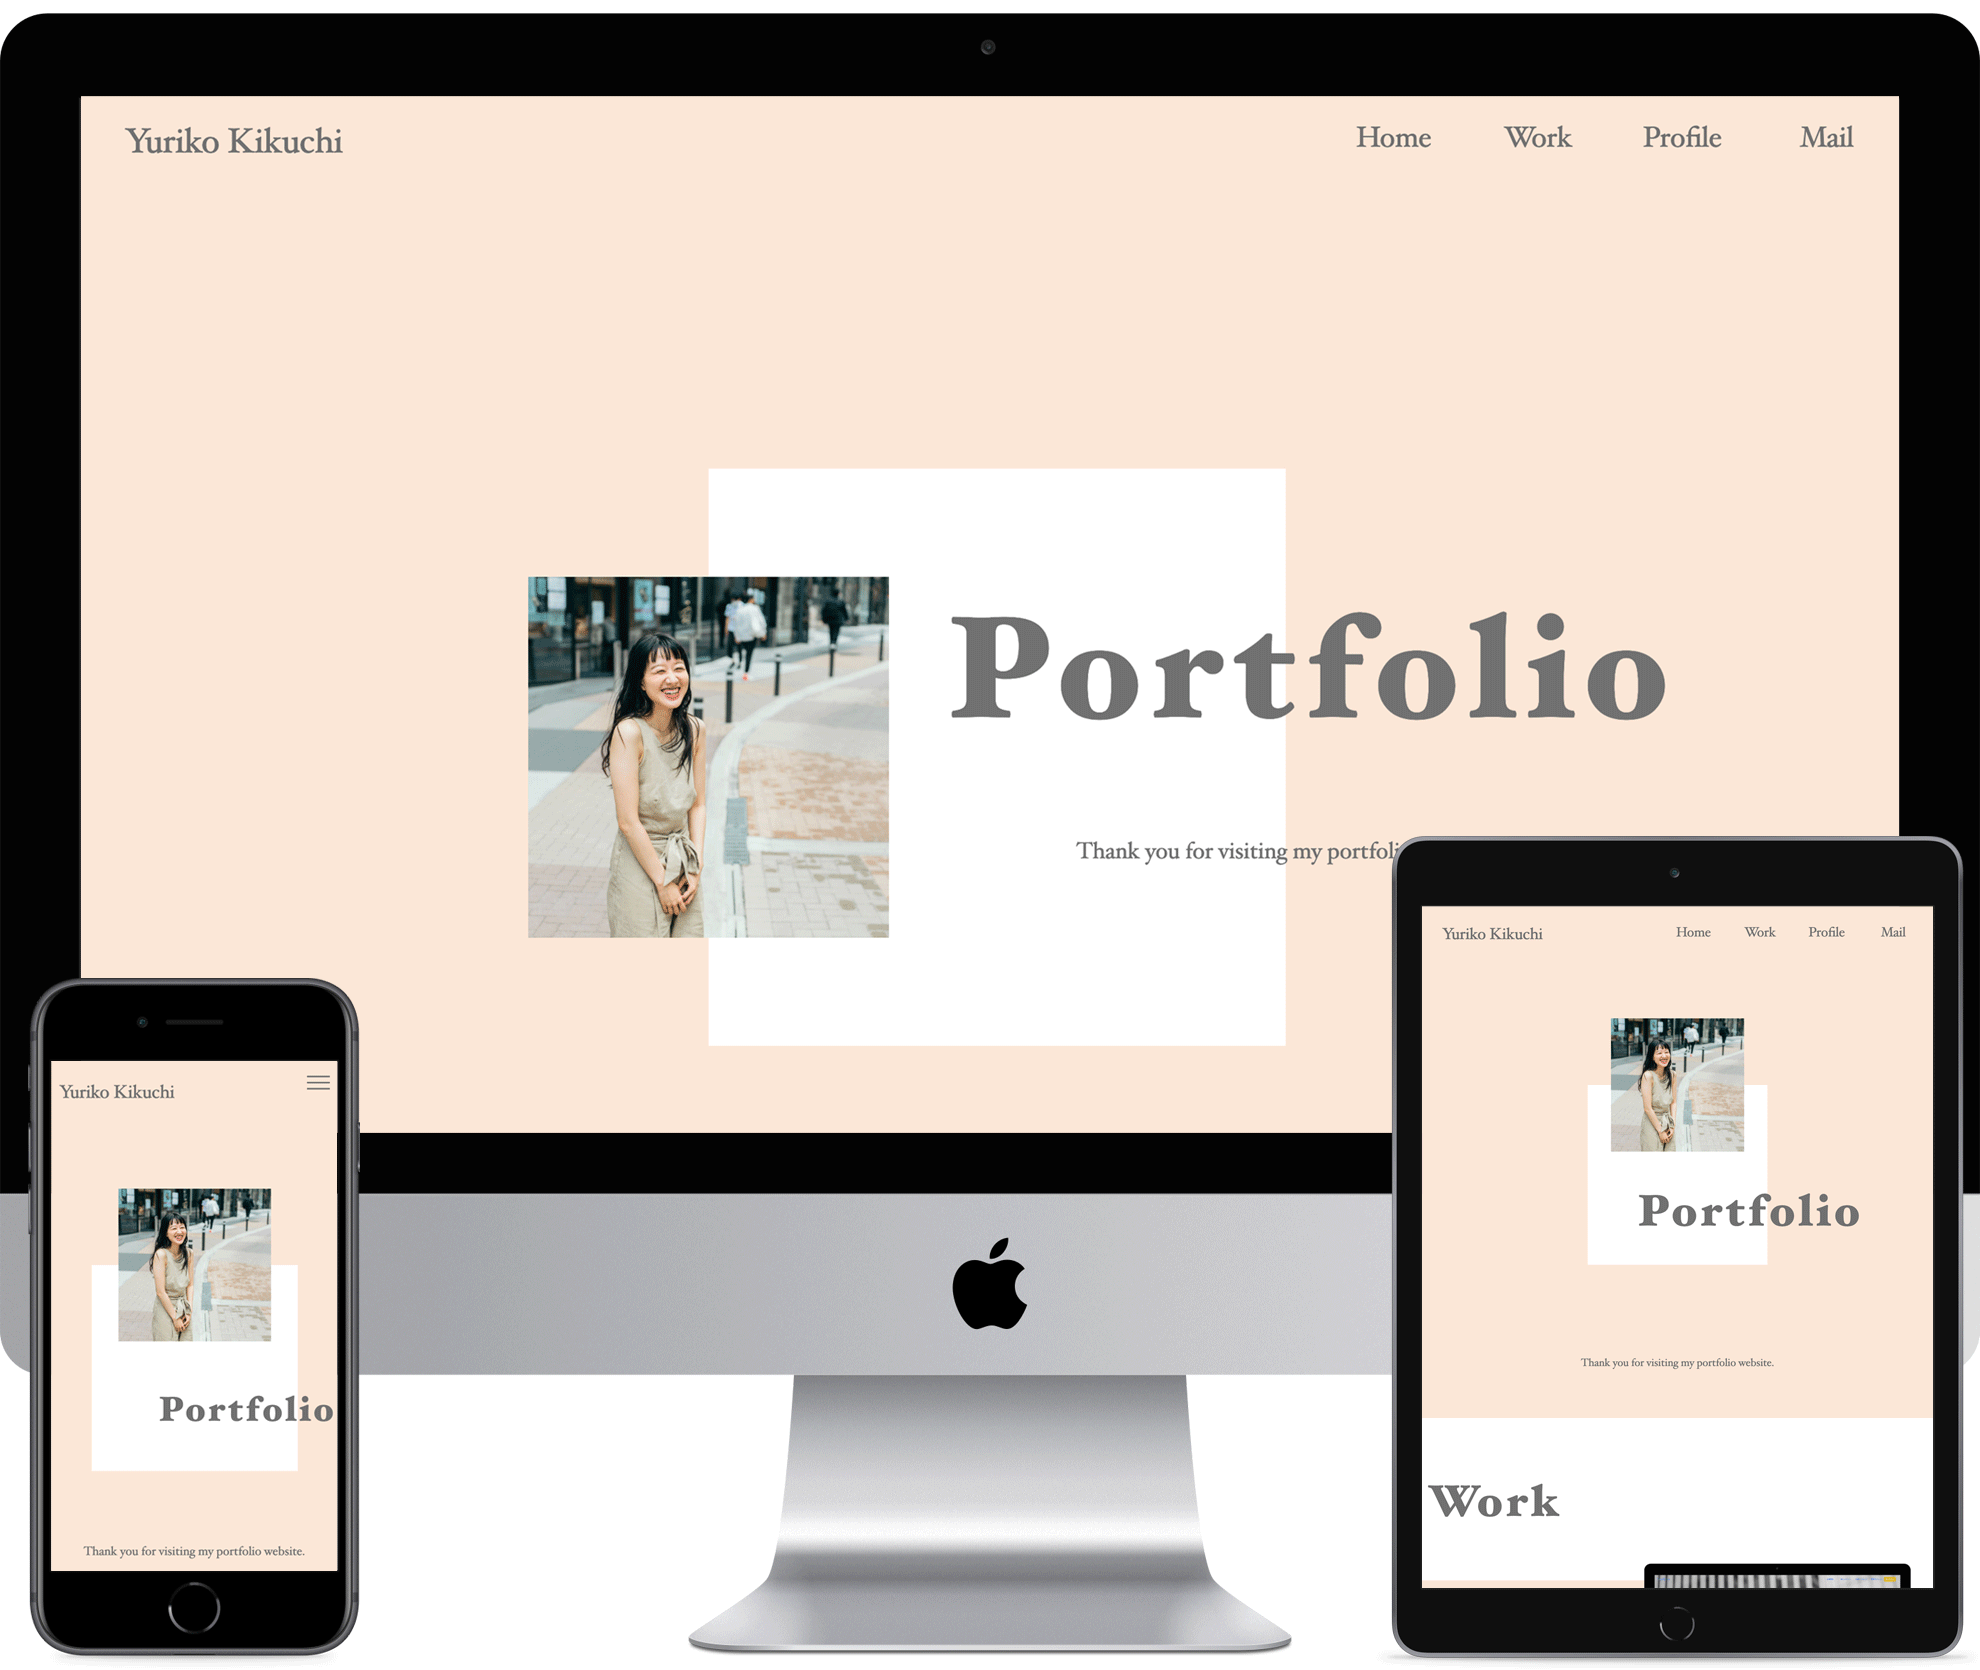 Yuriko Kikuchi
Home Work Profile Mail
Portfolio
Thank you for visiting my portfoli
Yuriko Kikuchi
Portfolio
Thank you for visiting my portfolio website.
Yuriko Kikuchi
Home Work Profile Mail
Portfolio
Thank you for visiting my portfolio website.
Work